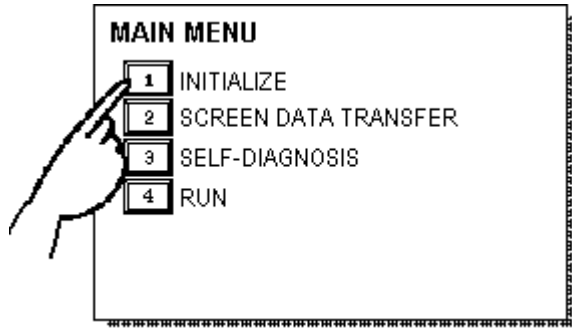 MAIN MENU
1 INITIALIZE
2 SCREEN DATA TRANSFER
3 SELF-DIAGNOSIS
4 RUN